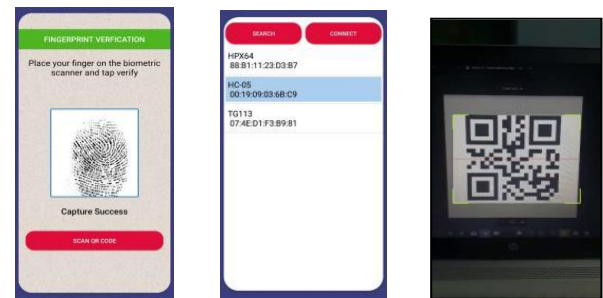 FINGERPRINT VERFICATION
Place your finger on the biometric
scanner and tap verify
Capture Success
SCAN QR CODE
SEARCH
CONNECT
HPX64
88:B1:11:23:D3:B7
HC-05
00:19:09:03:6B:C9
TG113
07:4E:D1:F3:B9:81